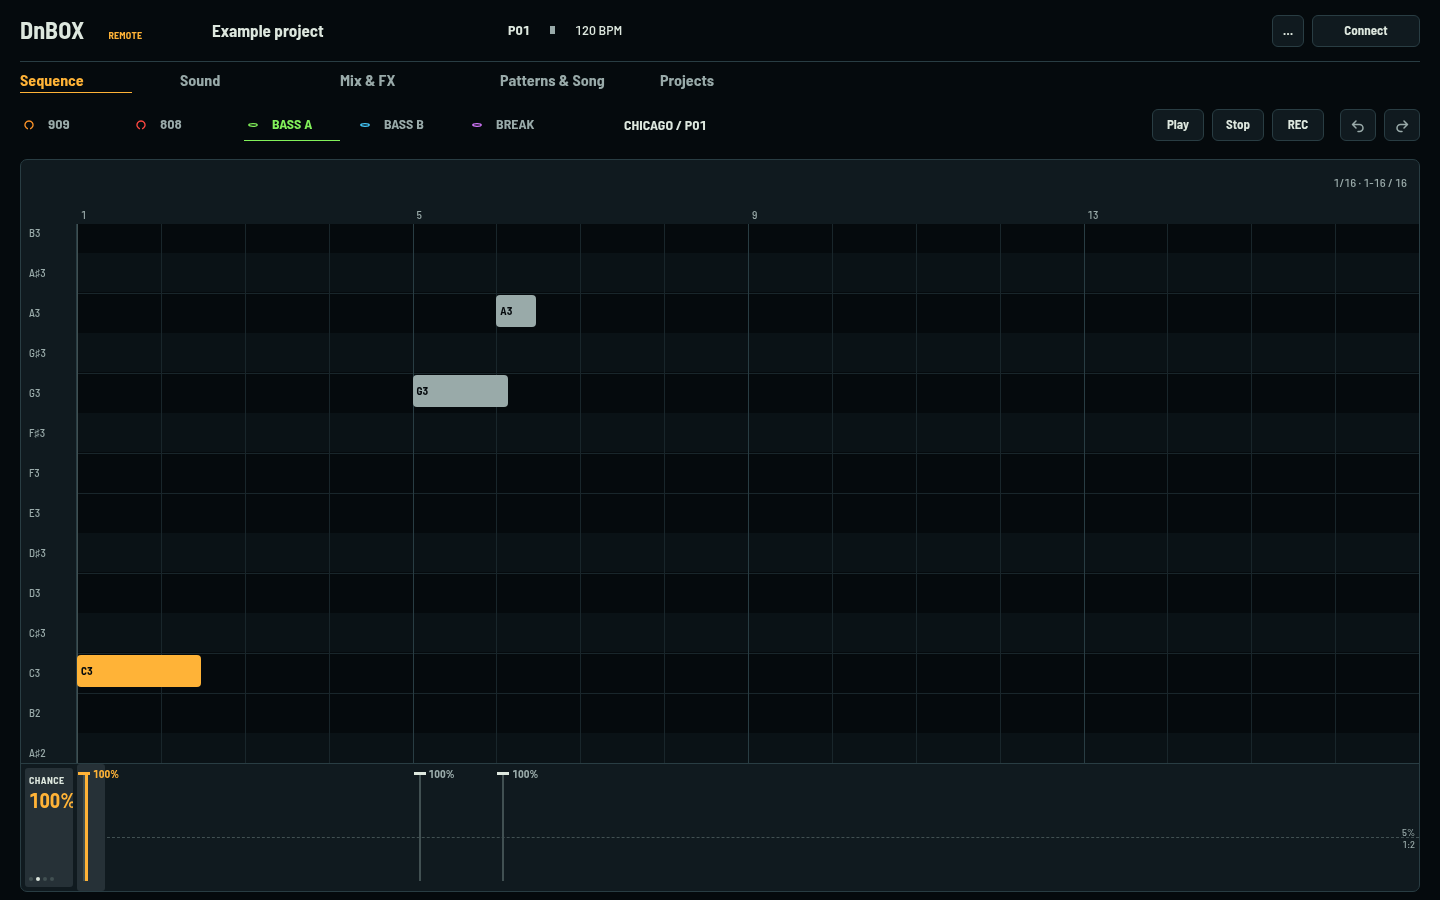 DnBOX REMOTE Example project P01 120 BPM ... Connect
Sequence Sound Mix & FX Patterns & Song Projects
909 808 BASS A BASS B BREAK CHICAGO / P01 Play Stop REC
1/16 · 1-16 / 16
1 5 9 13
B3
A♯3
A3 A3
G♯3
G3 G3
F♯3
F3
E3
D♯3
D3
C♯3
C3 C3
B2
A♯2
CHANCE 100% 100% 100%
100%
5%
1:2